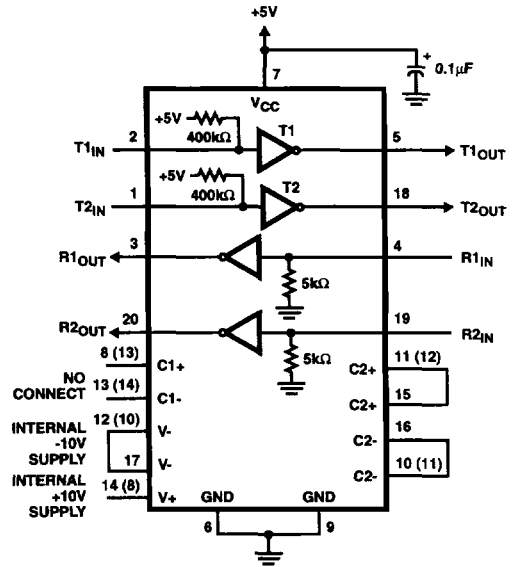 +5V
+
0.1μF
7
VCC
+5V
400kΩ
T1
2
T1IN
5
T1OUT
+5V
400kΩ
T2
1
T2IN
18
T2OUT
3
R1OUT
4
R1IN
5kΩ
20
R2OUT
19
R2IN
5kΩ
8 (13)
C1+
11 (12)
C2+
NO
CONNECT
13 (14)
C1-
15
C2+
INTERNAL
-10V
SUPPLY
12 (10)
V-
16
C2-
17
V-
10 (11)
C2-
INTERNAL
+10V
SUPPLY
14 (8)
V+
GND
GND
6
9